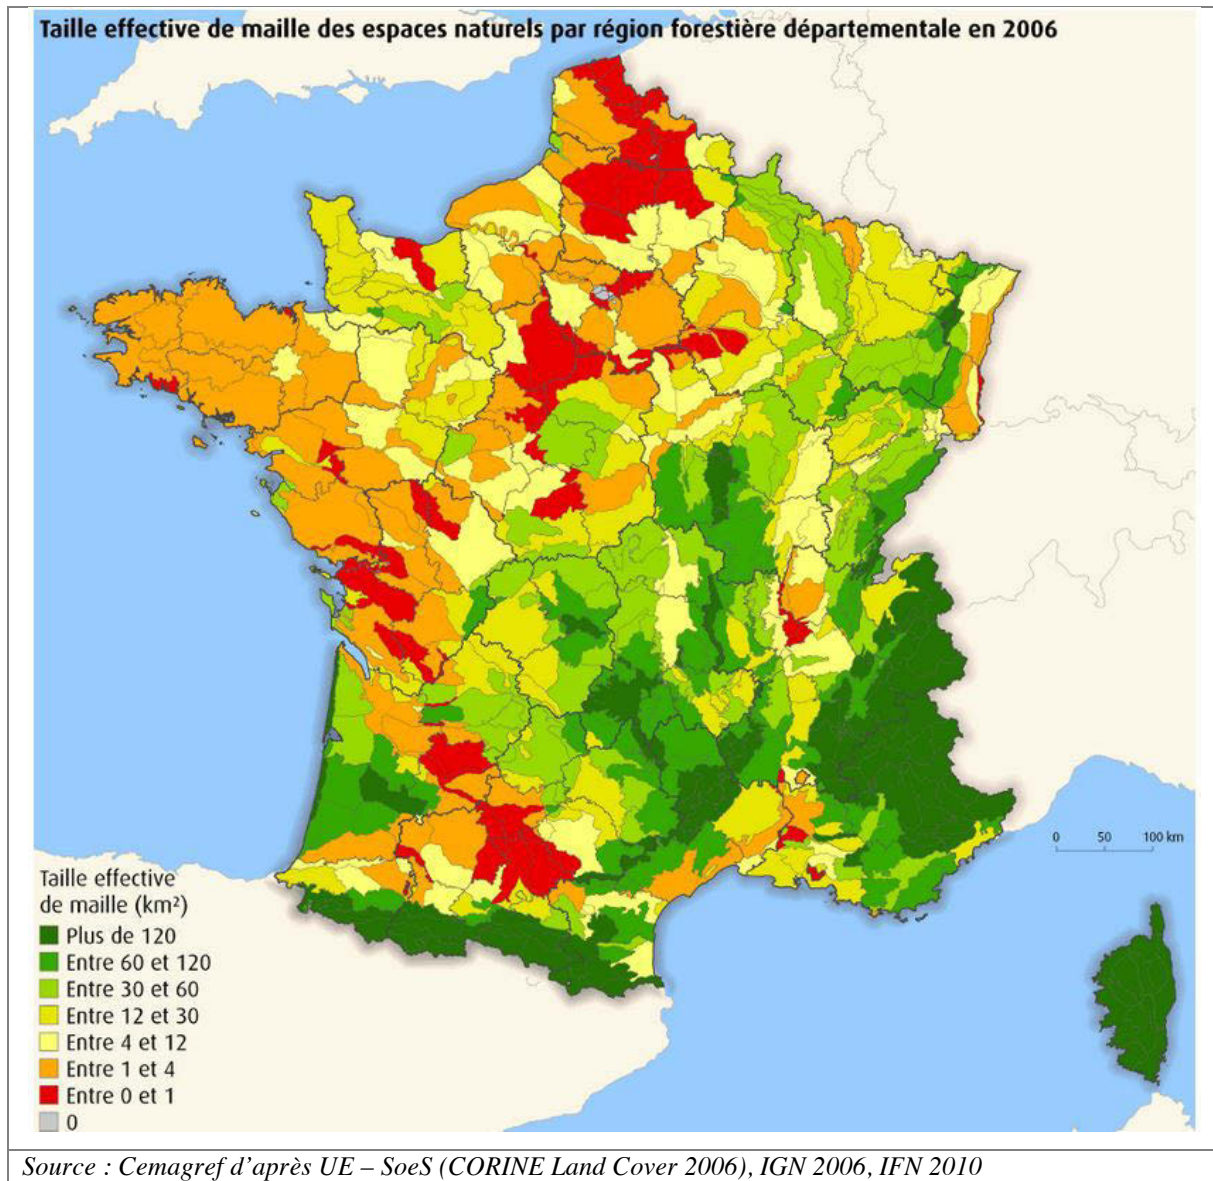 Taille effective de maille des espaces naturels par région forestière départementale en 2006
0 50 100 km
Taille effective
de maille (km²)
Plus de 120
Entre 60 et 120
Entre 30 et 60
Entre 12 et 30
Entre 4 et 12
Entre 1 et 4
Entre 0 et 1
0
Source : Cemagref d’après UE – SoeS (CORINE Land Cover 2006), IGN 2006, IFN 2010